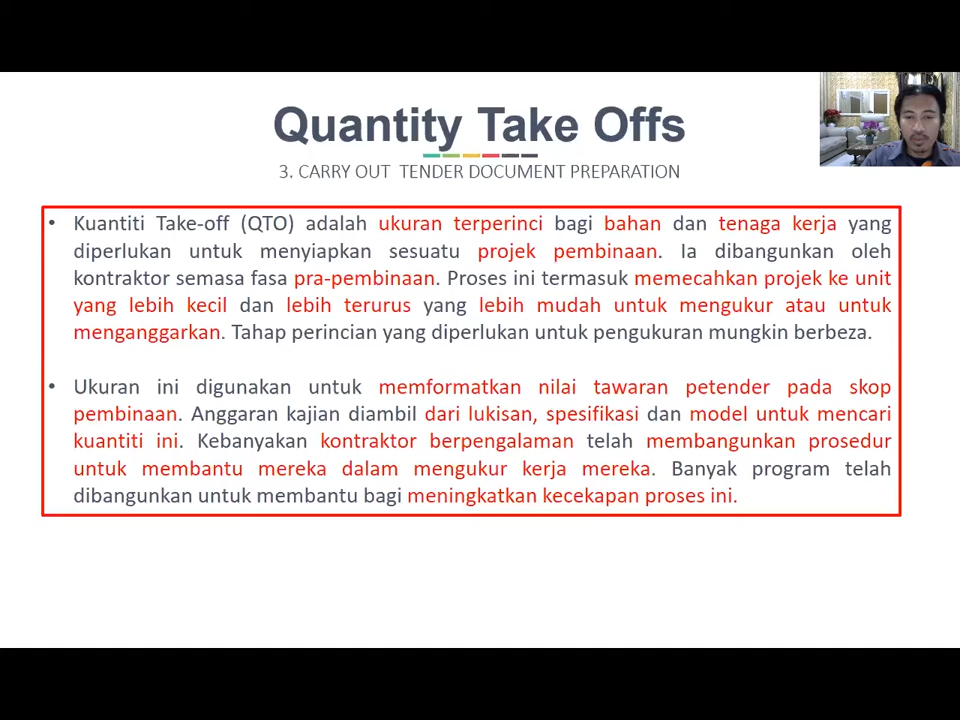 Quantity Take Offs
3. CARRY OUT TENDER DOCUMENT PREPARATION
• Kuantiti Take-off (QTO) adalah ukuran terperinci bagi bahan dan tenaga kerja yang
diperlukan untuk menyiapkan sesuatu projek pembinaan. Ia dibangunkan oleh
kontraktor semasa fasa pra-pembinaan. Proses ini termasuk memecahkan projek ke unit
yang lebih kecil dan lebih terurus yang lebih mudah untuk mengukur atau untuk
menganggarkan. Tahap perincian yang diperlukan untuk pengukuran mungkin berbeza.
• Ukuran ini digunakan untuk memformatkan nilai tawaran petender pada skop
pembinaan. Anggaran kajian diambil dari lukisan, spesifikasi dan model untuk mencari
kuantiti ini. Kebanyakan kontraktor berpengalaman telah membangunkan prosedur
untuk membantu mereka dalam mengukur kerja mereka. Banyak program telah
dibangunkan untuk membantu bagi meningkatkan kecekapan proses ini.